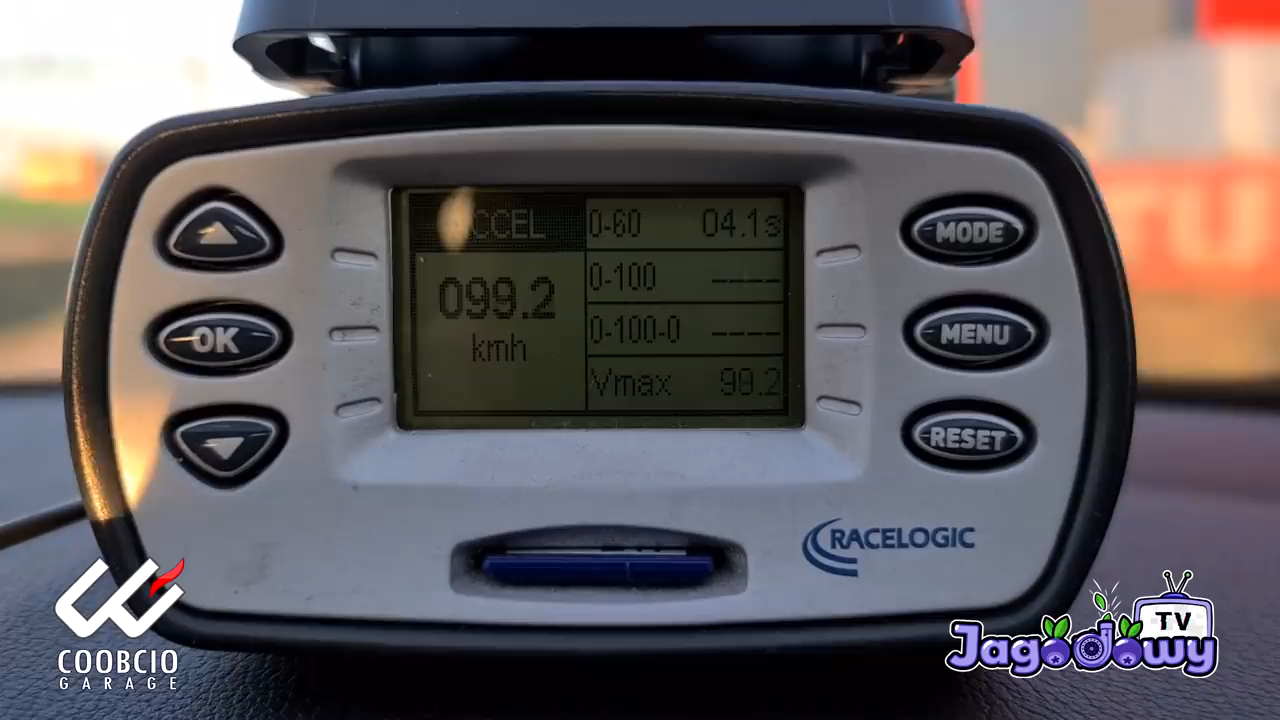 ACCEL
099.2
kmh
0-60 04.1s
0-100 ----
0-100-0 ----
Vmax 99.2
OK
MODE
MENU
RESET
RACELOGIC
COOBCIO
GARAGE
TV
Jagodowy